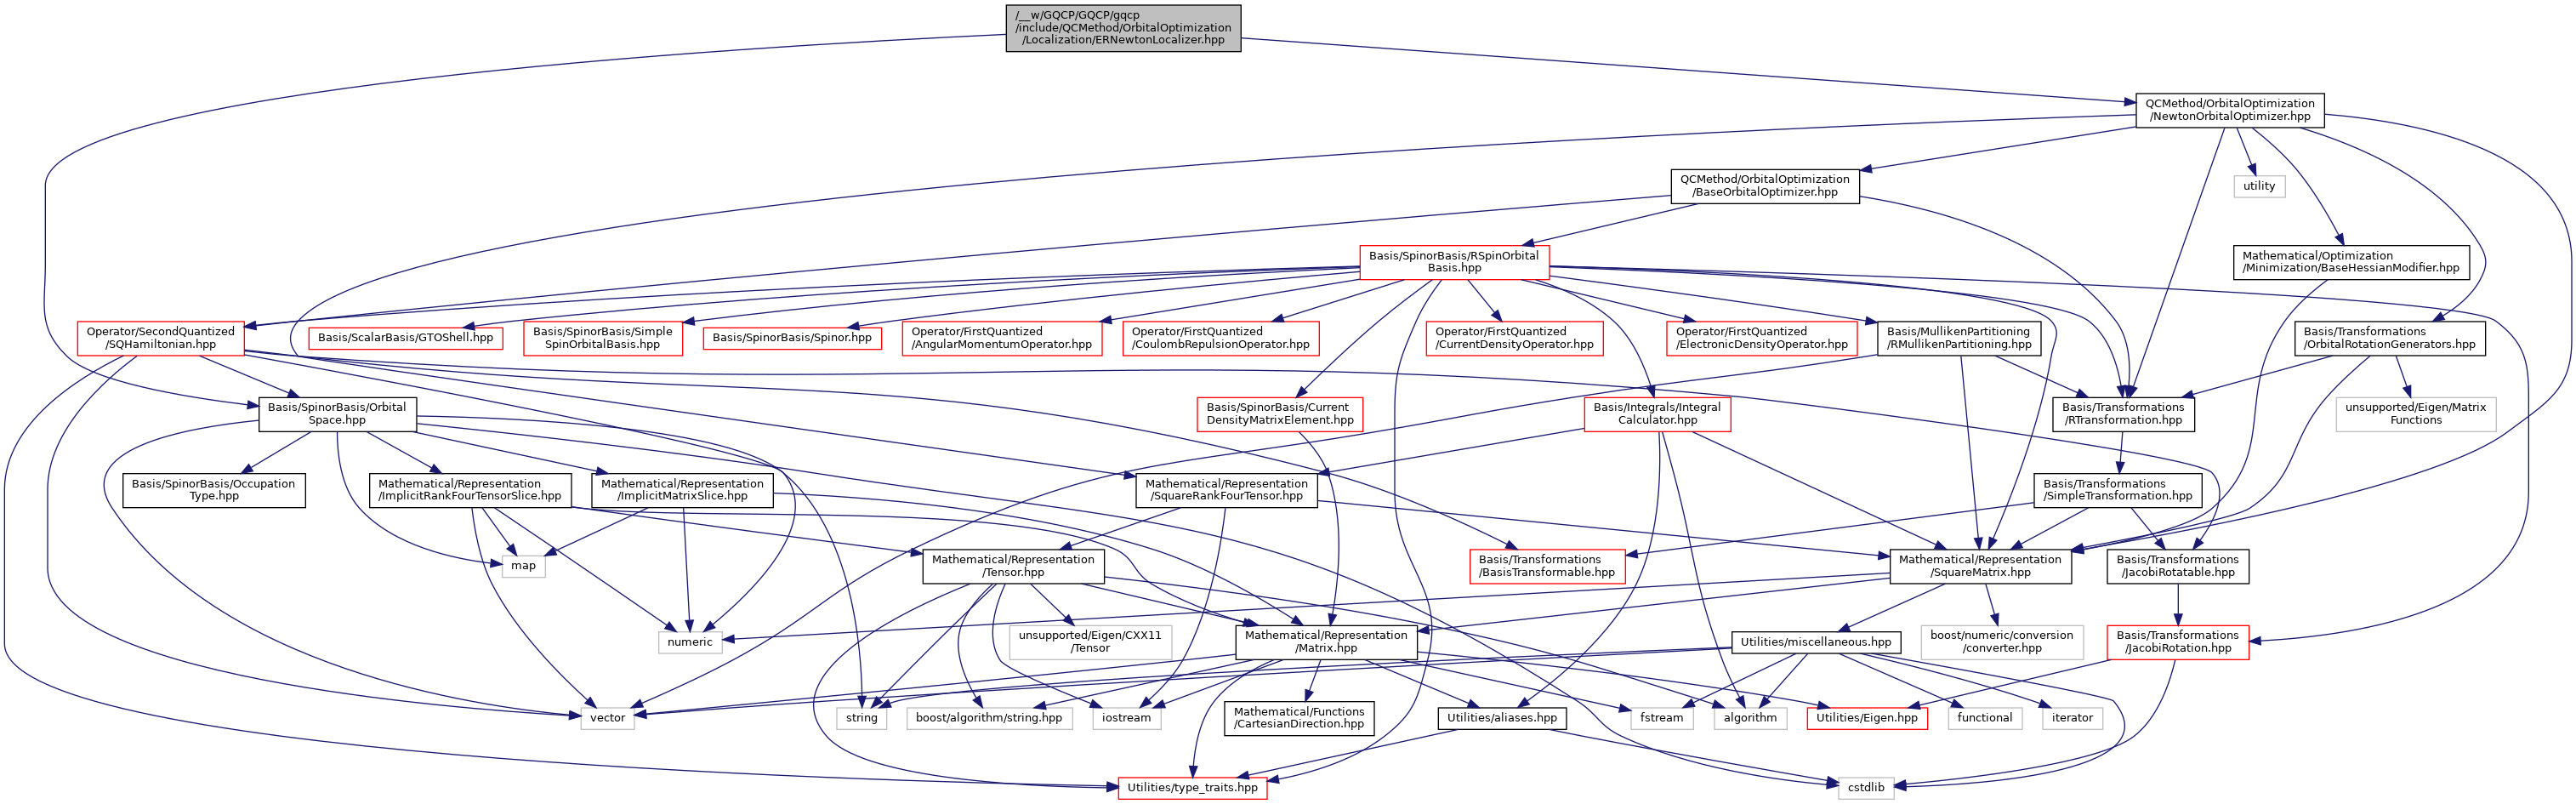 /__w/GQCP/GQCP/gqcp
/include/QCMethod/OrbitalOptimization
/Localization/ERNewtonLocalizer.hpp
QCMethod/OrbitalOptimization
/NewtonOrbitalOptimizer.hpp
QCMethod/OrbitalOptimization
/BaseOrbitalOptimizer.hpp
utility
Basis/SpinorBasis/RSpinOrbital
Basis.hpp
Mathematical/Optimization
/Minimization/BaseHessianModifier.hpp
Operator/SecondQuantized
/SQHamiltonian.hpp
Basis/ScalarBasis/GTOShell.hpp
Basis/SpinorBasis/Simple
SpinOrbitalBasis.hpp
Basis/SpinorBasis/Spinor.hpp
Operator/FirstQuantized
/AngularMomentumOperator.hpp
Operator/FirstQuantized
/CoulombRepulsionOperator.hpp
Operator/FirstQuantized
/CurrentDensityOperator.hpp
Operator/FirstQuantized
/ElectronicDensityOperator.hpp
Basis/MullikenPartitioning
/RMullikenPartitioning.hpp
Basis/Transformations
/OrbitalRotationGenerators.hpp
Basis/SpinorBasis/Orbital
Space.hpp
Basis/SpinorBasis/Current
DensityMatrixElement.hpp
Basis/Integrals/Integral
Calculator.hpp
Basis/Transformations
/RTransformation.hpp
unsupported/Eigen/Matrix
Functions
Basis/SpinorBasis/Occupation
Type.hpp
Mathematical/Representation
/ImplicitRankFourTensorSlice.hpp
Mathematical/Representation
/ImplicitMatrixSlice.hpp
Mathematical/Representation
/SquareRankFourTensor.hpp
Basis/Transformations
/SimpleTransformation.hpp
map
Mathematical/Representation
/Tensor.hpp
Basis/Transformations
/BasisTransformable.hpp
Mathematical/Representation
/SquareMatrix.hpp
Basis/Transformations
/JacobiRotatable.hpp
numeric
unsupported/Eigen/CXX11
/Tensor
Mathematical/Representation
/Matrix.hpp
Utilities/miscellaneous.hpp
boost/numeric/conversion
/converter.hpp
Basis/Transformations
/JacobiRotation.hpp
vector
string
boost/algorithm/string.hpp
iostream
Mathematical/Functions
/CartesianDirection.hpp
Utilities/aliases.hpp
fstream
algorithm
Utilities/Eigen.hpp
functional
iterator
Utilities/type_traits.hpp
cstdlib